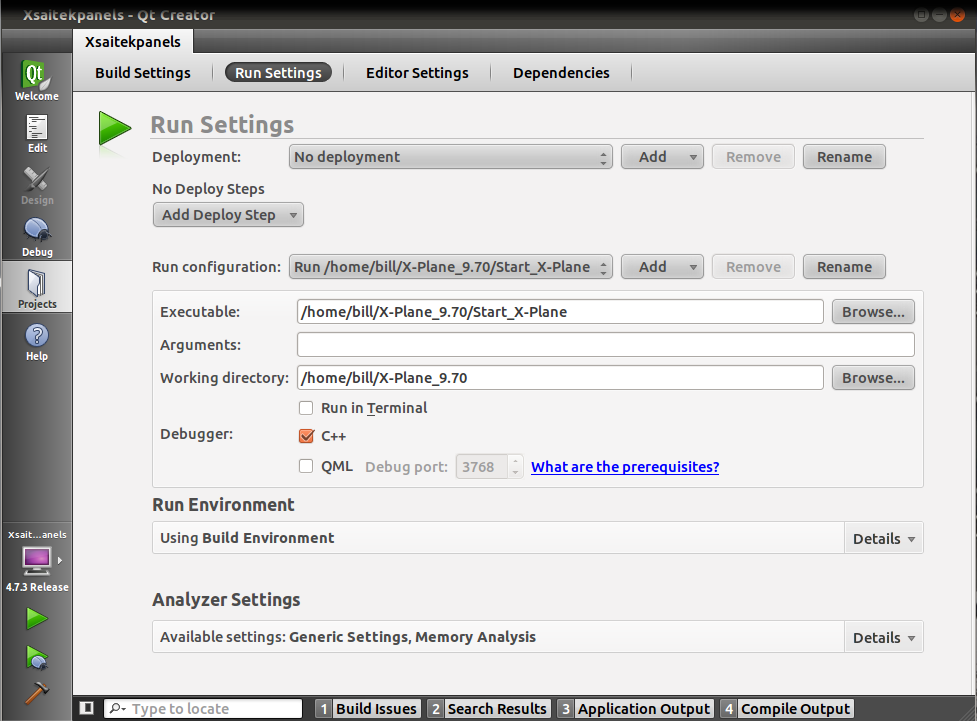 Xsaitekpanels - Qt Creator
Xsaitekpanels
Build Settings Run Settings Editor Settings Dependencies
Qt
Welcome
Edit
Design
Debug
Projects
?
Help
Run Settings
Deployment: No deployment Add Remove Rename
No Deploy Steps
Add Deploy Step
Run configuration: Run /home/bill/X-Plane_9.70/Start_X-Plane Add Remove Rename
Executable: /home/bill/X-Plane_9.70/Start_X-Plane Browse...
Arguments:
Working directory: /home/bill/X-Plane_9.70 Browse...
Run in Terminal
Debugger: C++
QML Debug port: 3768 What are the prerequisites?
Run Environment
Using Build Environment Details
Analyzer Settings
Available settings: Generic Settings, Memory Analysis Details
Xsait...anels
4.7.3 Release
Type to locate 1 Build Issues 2 Search Results 3 Application Output 4 Compile Output